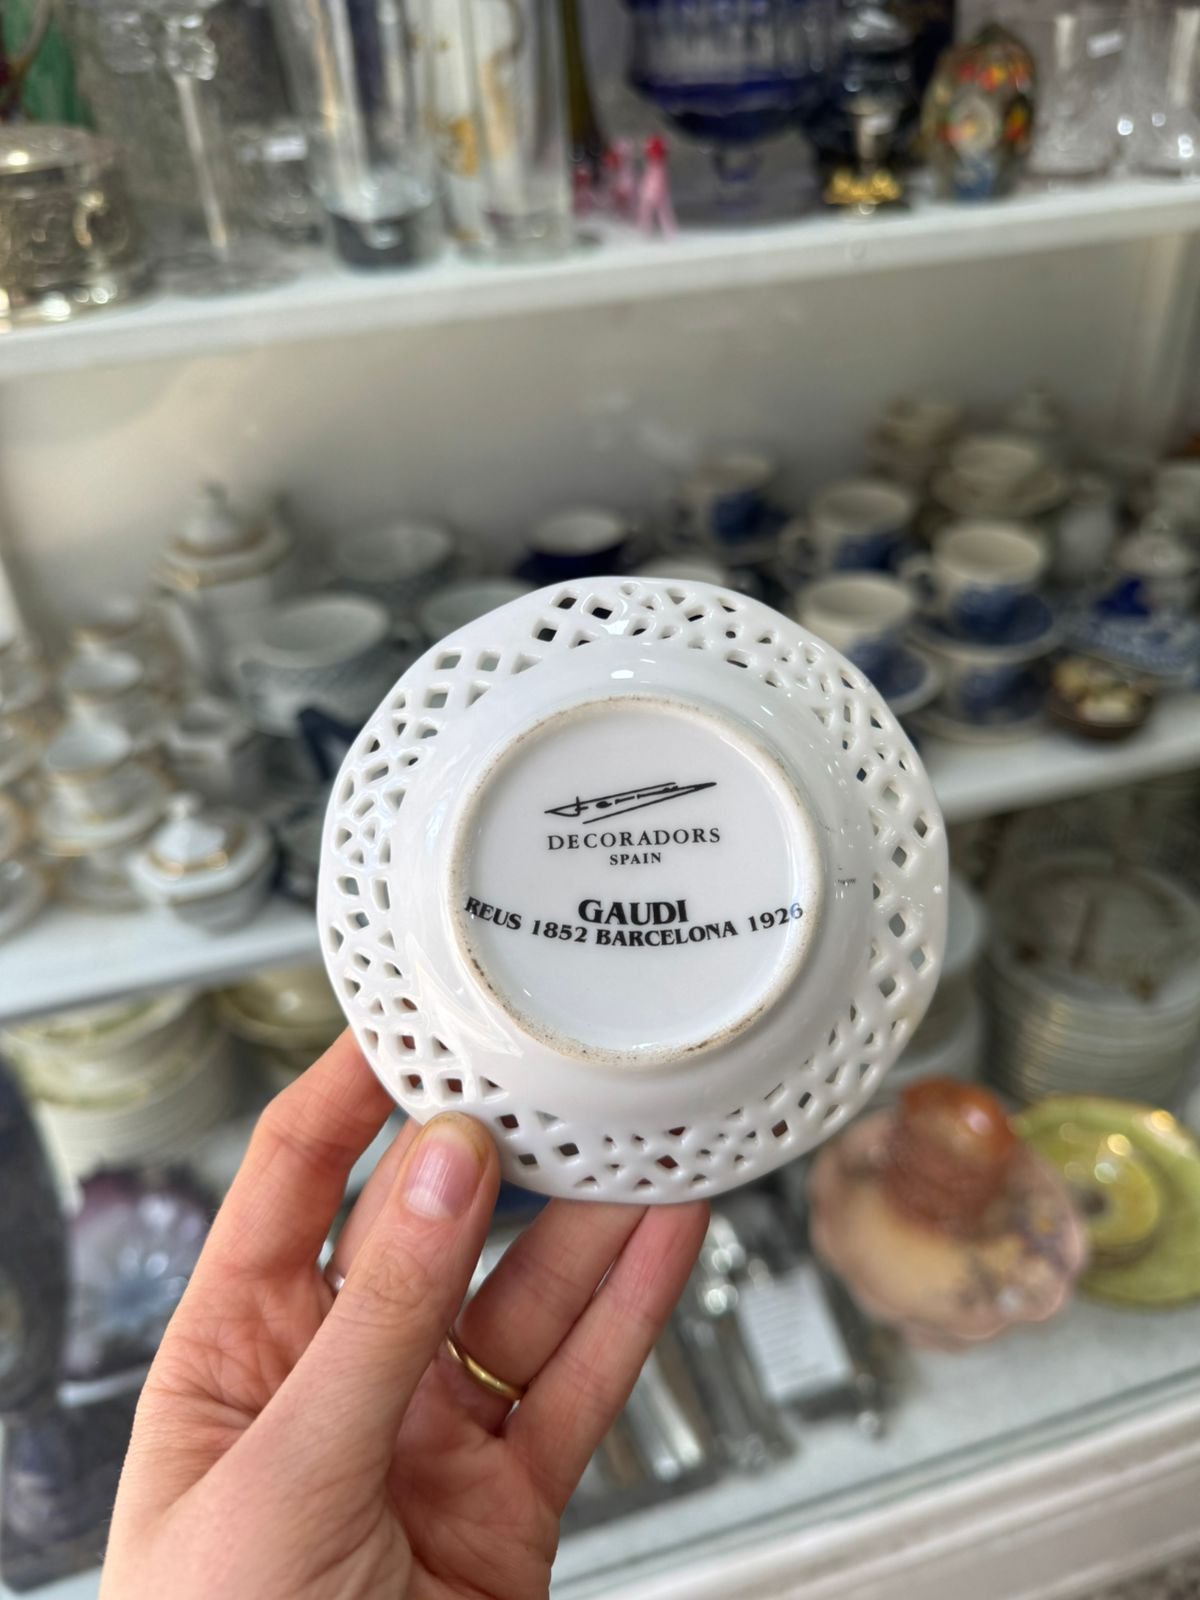 DECORADORS
SPAIN
GAUDI
REUS 1852 BARCELONA 1926